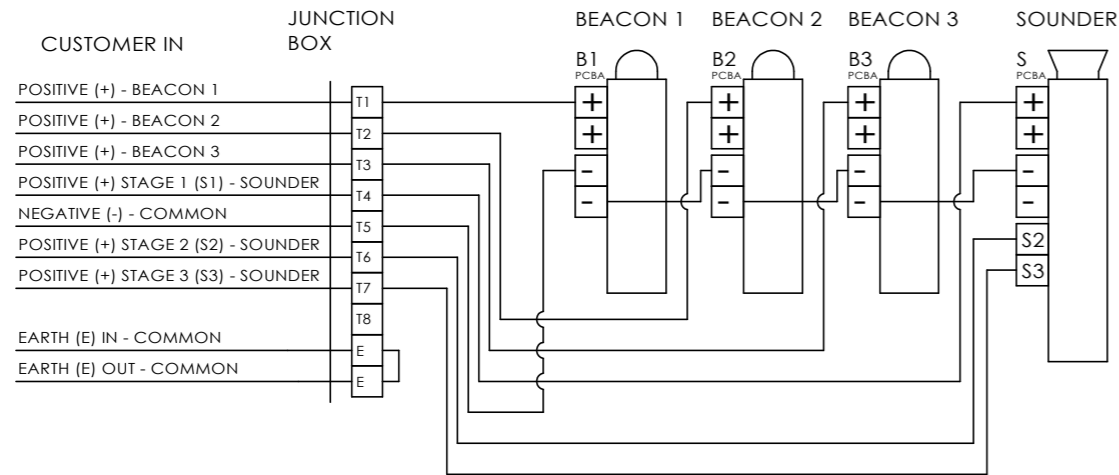 CUSTOMER IN
JUNCTION
BOX
BEACON 1
BEACON 2
BEACON 3
SOUNDER
B1
PCBA
B2
PCBA
B3
PCBA
S
PCBA
POSITIVE (+) - BEACON 1
T1
+
+
+
+
POSITIVE (+) - BEACON 2
T2
+
+
+
+
POSITIVE (+) - BEACON 3
T3
-
-
-
-
POSITIVE (+) STAGE 1 (S1) - SOUNDER
T4
-
-
-
-
NEGATIVE (-) - COMMON
T5
S2
POSITIVE (+) STAGE 2 (S2) - SOUNDER
T6
S3
POSITIVE (+) STAGE 3 (S3) - SOUNDER
T7
T8
EARTH (E) IN - COMMON
E
EARTH (E) OUT - COMMON
E